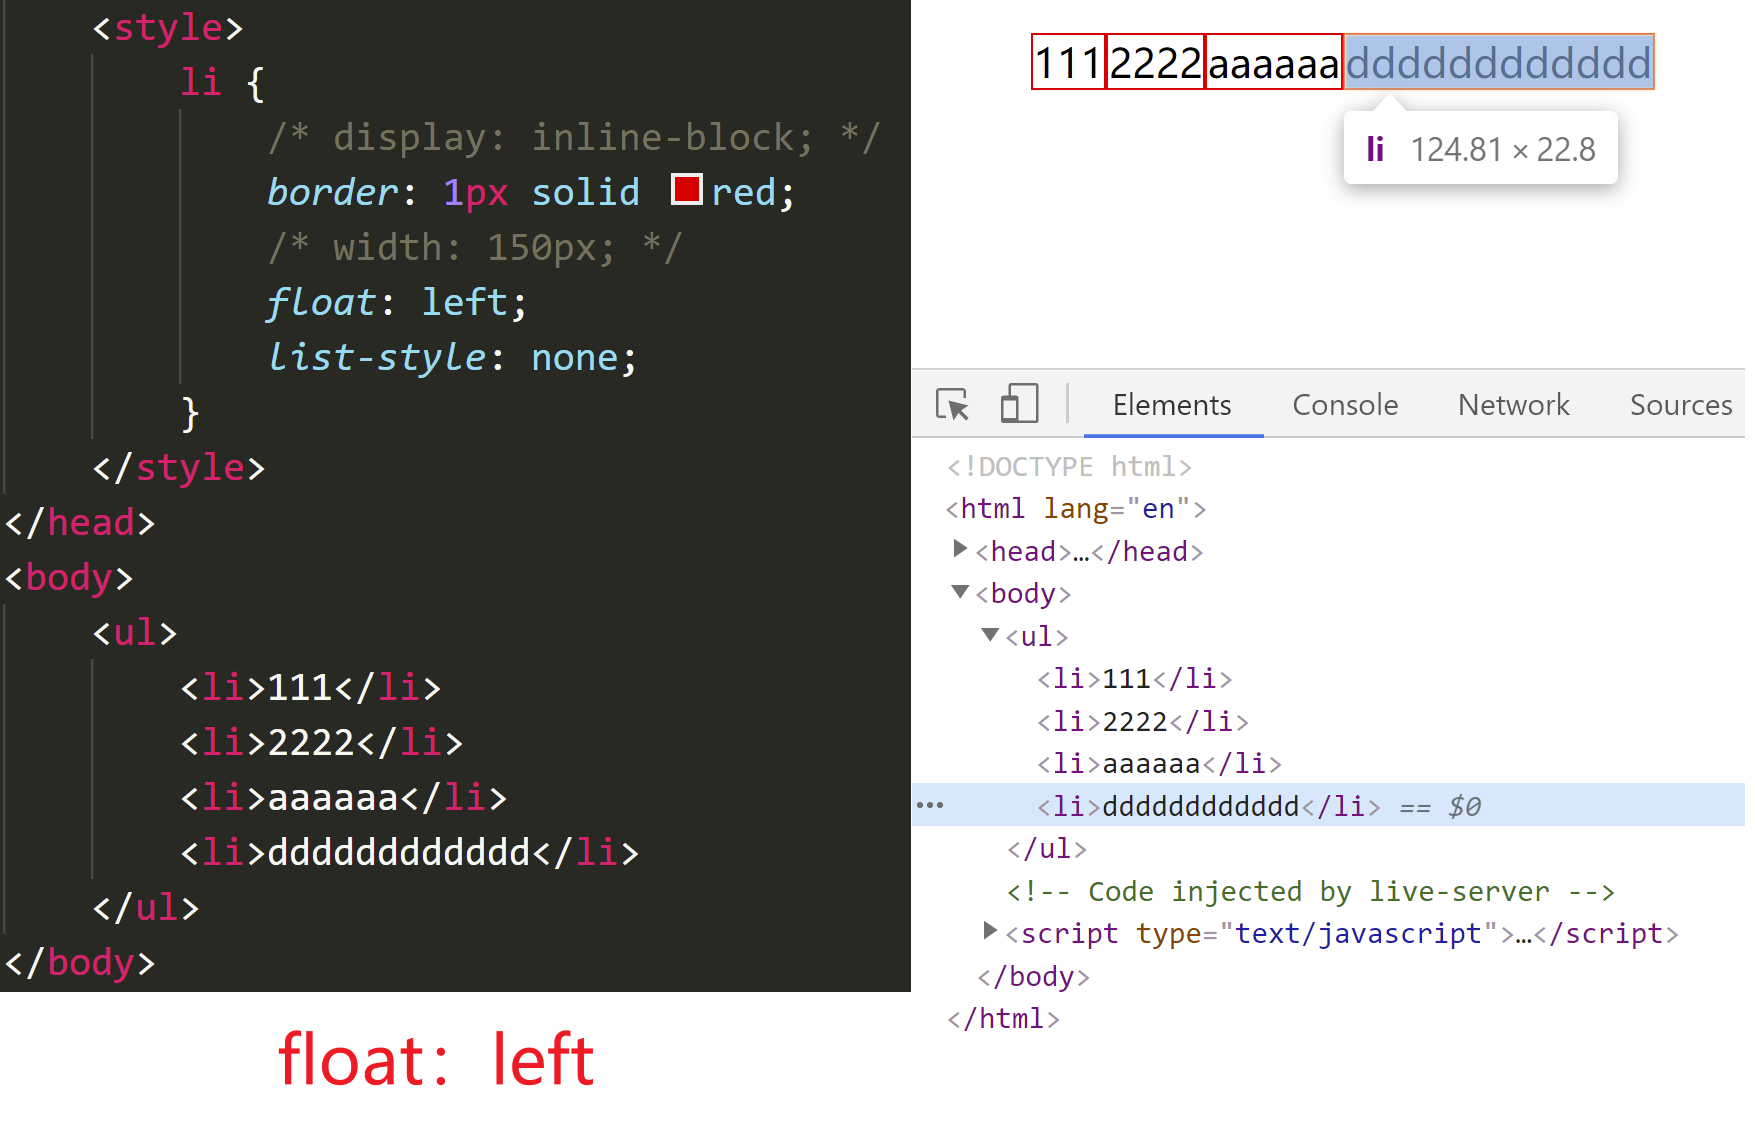 <style>
li {
/* display: inline-block; */
border: 1px solid red;
/* width: 150px; */
float: left;
list-style: none;
}
</style>
</head>
<body>
<ul>
<li>111</li>
<li>2222</li>
<li>aaaaaa</li>
<li>dddddddddddd</li>
</ul>
</body>
float：left
111 2222 aaaaaa dddddddddddd
li 124.81 × 22.8
Elements Console Network Sources
<!DOCTYPE html>
<html lang="en">
<head>…</head>
<body>
<ul>
<li>111</li>
<li>2222</li>
<li>aaaaaa</li>
<li>dddddddddddd</li> == $0
</ul>
<!-- Code injected by live-server -->
<script type="text/javascript">…</script>
</body>
</html>